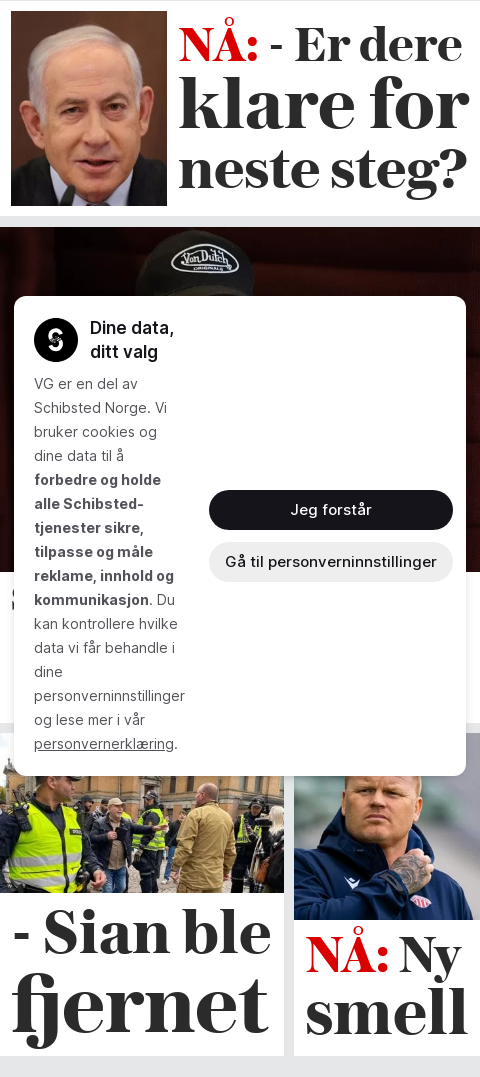 NÅ: - Er dere
klare for
neste steg?
Von Dutch
ORIGINALS
Dine data,
ditt valg
VG er en del av
Schibsted Norge. Vi
bruker cookies og
dine data til å
forbedre og holde
alle Schibsted-
tjenester sikre,
tilpasse og måle
reklame, innhold og
kommunikasjon. Du
kan kontrollere hvilke
data vi får behandle i
dine
personverninnstillinger
og lese mer i vår
personvernerklæring.
Jeg forstår
Gå til personverninnstillinger
- Sian ble
fjernet
NÅ: Ny
smell